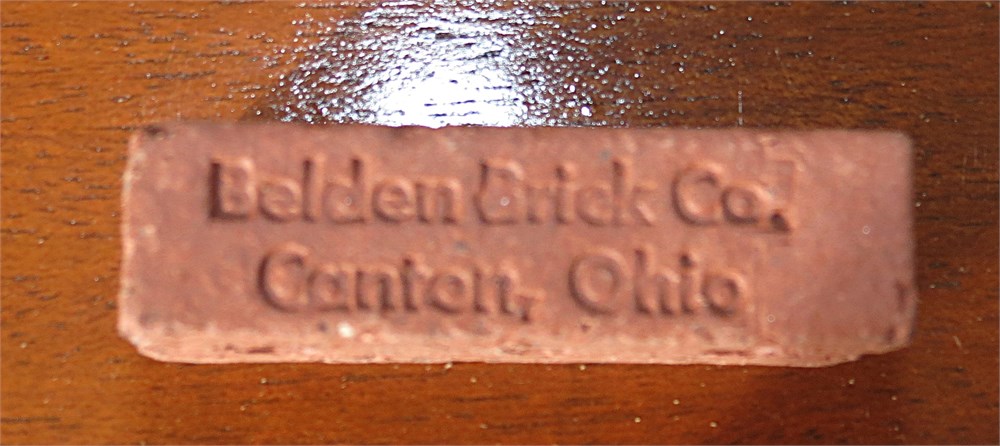 Belden Brick Co.
Canton, Ohio